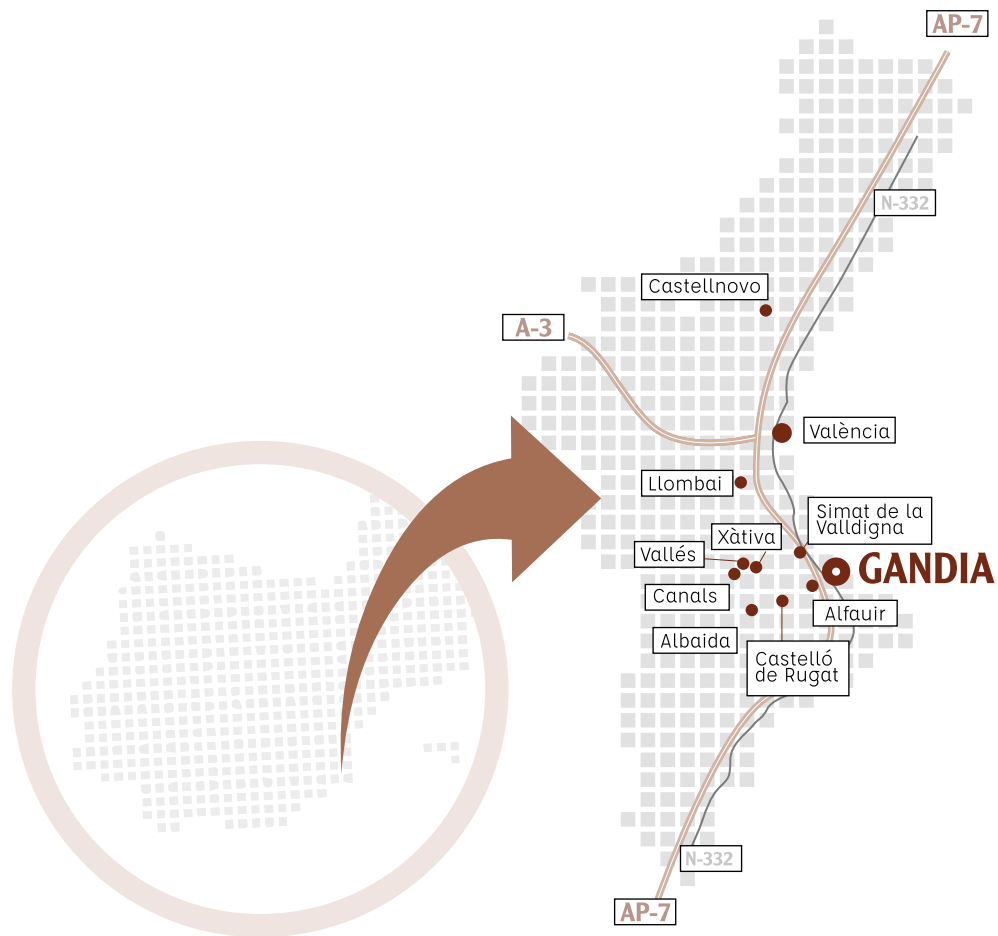 AP-7
N-332
Castellnovo
A-3
València
Llombai
Simat de la
Valldigna
Xàtiva
Vallés
GANDIA
Canals
Alfauir
Albaida
Castelló
de Rugat
N-332
AP-7